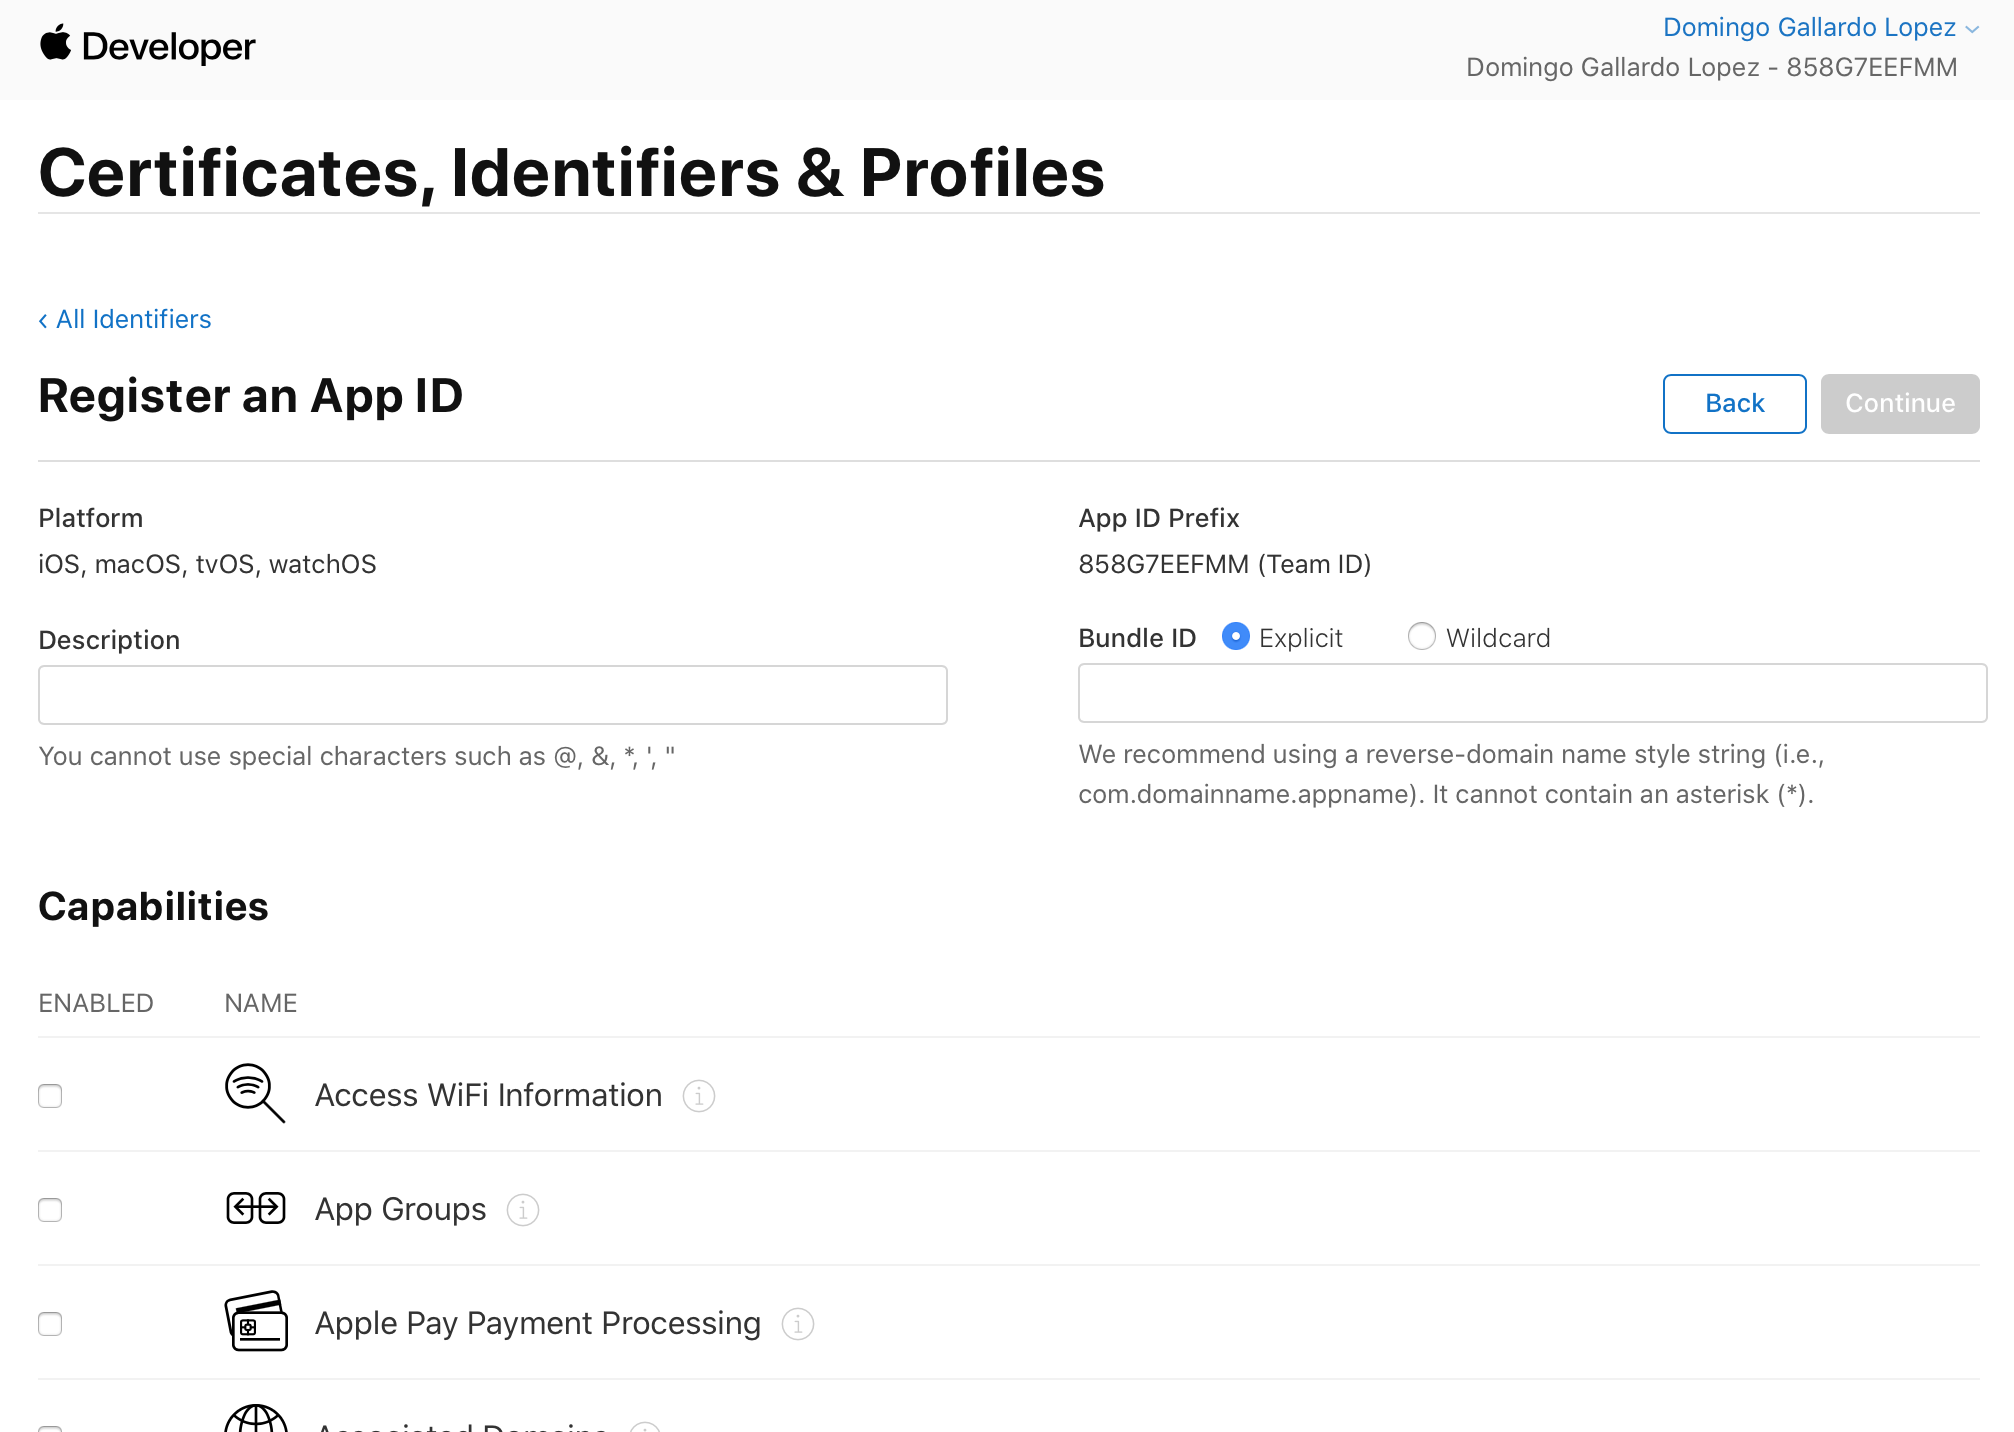 Developer
Domingo Gallardo Lopez
Domingo Gallardo Lopez - 858G7EEFMM
Certificates, Identifiers & Profiles
‹ All Identifiers
Register an App ID
Back
Continue
Platform
iOS, macOS, tvOS, watchOS
App ID Prefix
858G7EEFMM (Team ID)
Description
You cannot use special characters such as @, &, *, ', "
Bundle ID
Explicit
Wildcard
We recommend using a reverse-domain name style string (i.e.,
com.domainname.appname). It cannot contain an asterisk (*).
Capabilities
ENABLED NAME
Access WiFi Information
App Groups
Apple Pay Payment Processing
Associated Domains